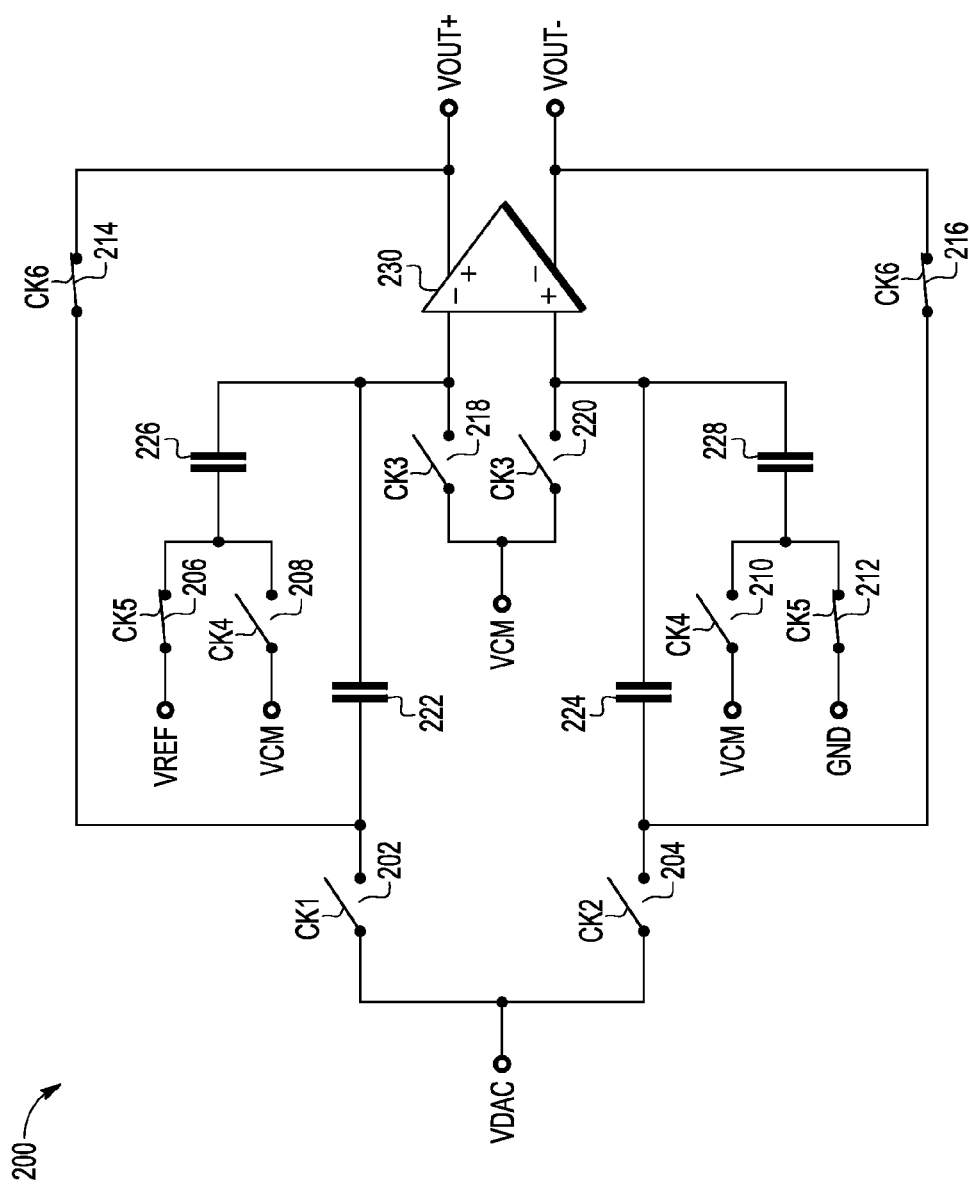 200
CK6
214
VOUT+
226
230
- +
CK5
206
VREF
CK4
208
VCM
CK3
218
222
CK1
202
VDAC
VCM
CK3
220
+ -
VOUT-
CK2
204
224
228
CK4
210
VCM
CK5
212
GND
CK6
216